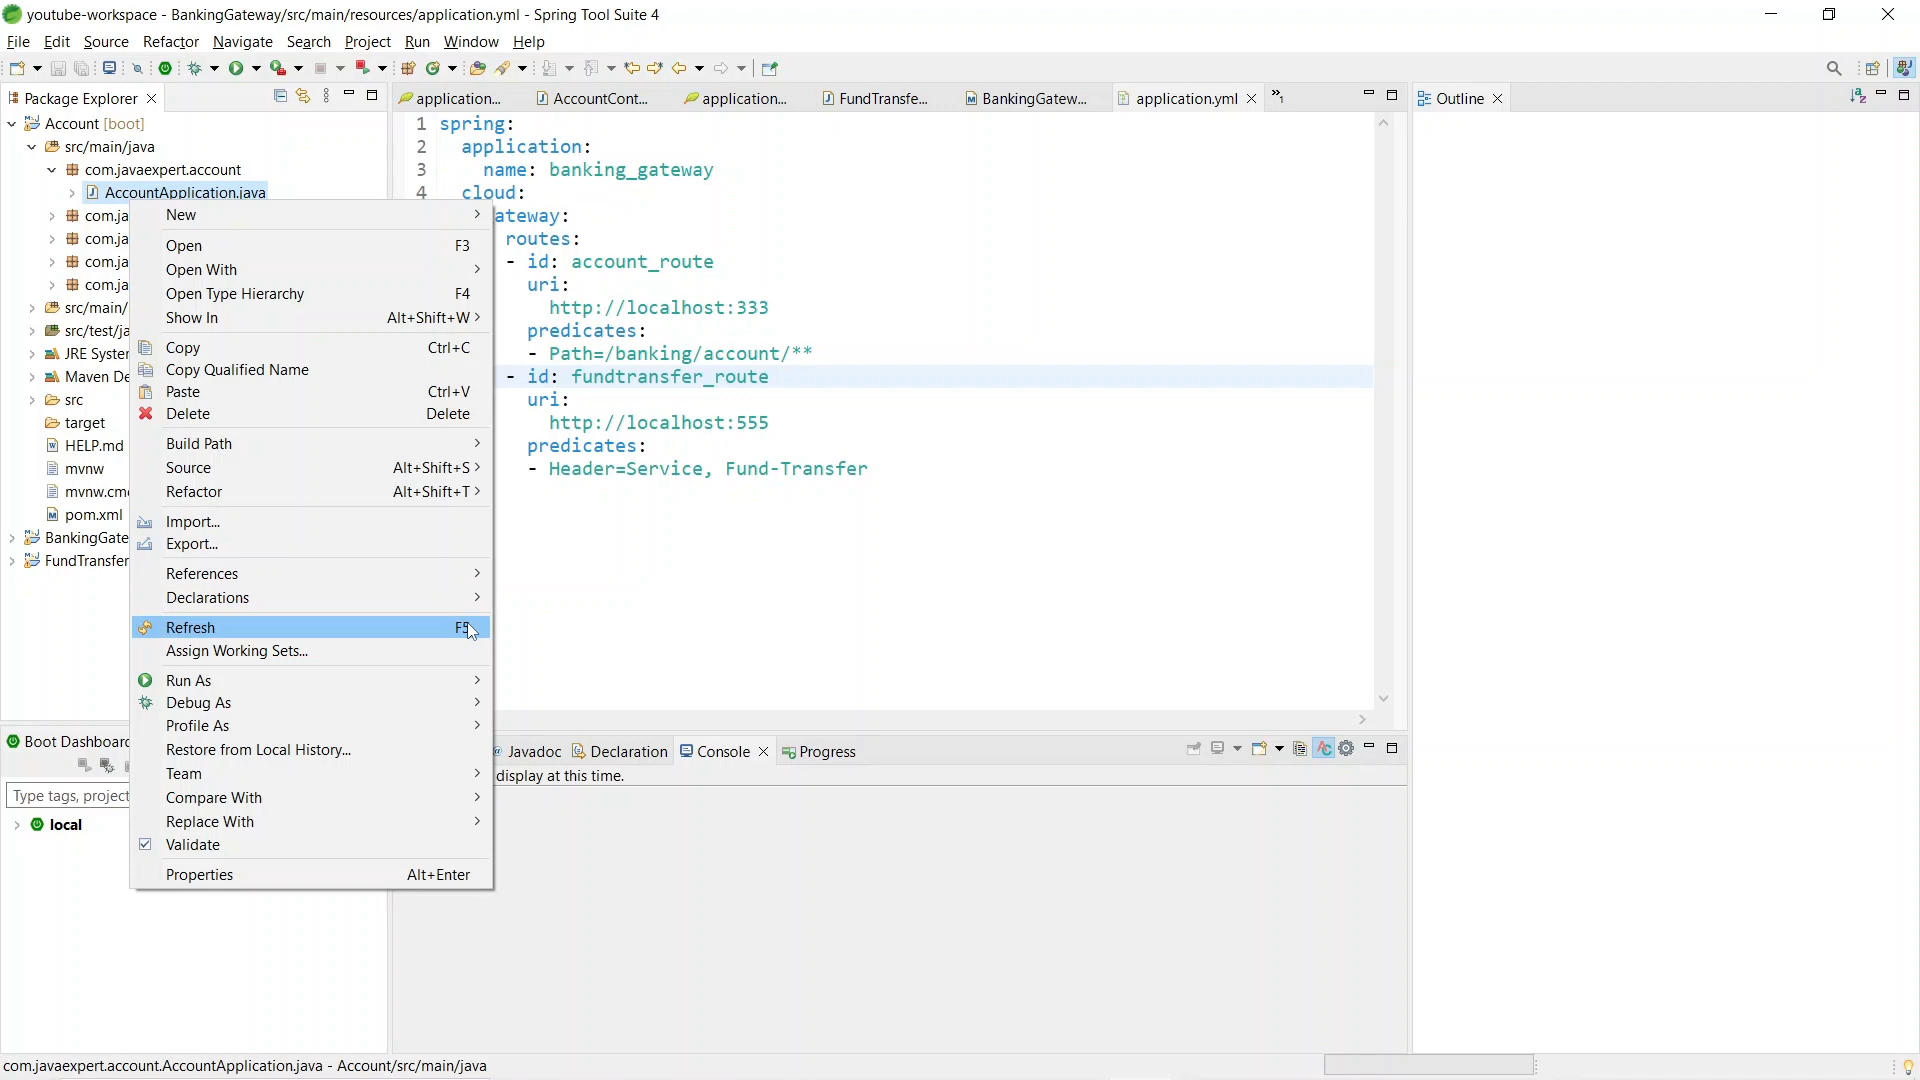 youtube-workspace - BankingGateway/src/main/resources/application.yml - Spring Tool Suite 4
File Edit Source Refactor Navigate Search Project Run Window Help
Package Explorer
application...
AccountCont...
application...
FundTransfe...
BankingGatew...
application.yml
1
Outline
Account [boot]
src/main/java
com.javaexpert.account
AccountApplication.java
com.ja
com.ja
com.ja
com.ja
src/main/
src/test/ja
JRE Syster
Maven De
src
target
HELP.md
mvnw
mvnw.cm
pom.xml
BankingGate
FundTransfer
1 spring:
2 application:
3 name: banking_gateway
4 cloud:
ateway:
routes:
- id: account_route
uri:
http://localhost:333
predicates:
- Path=/banking/account/**
- id: fundtransfer_route
uri:
http://localhost:555
predicates:
- Header=Service, Fund-Transfer
New
Open F3
Open With
Open Type Hierarchy F4
Show In Alt+Shift+W
Copy Ctrl+C
Copy Qualified Name
Paste Ctrl+V
Delete Delete
Build Path
Source Alt+Shift+S
Refactor Alt+Shift+T
Import...
Export...
References
Declarations
Refresh F5
Assign Working Sets...
Run As
Debug As
Profile As
Restore from Local History...
Team
Compare With
Replace With
Validate
Properties Alt+Enter
Boot Dashboard
Type tags, project
local
Javadoc
Declaration
Console
Progress
display at this time.
com.javaexpert.account.AccountApplication.java - Account/src/main/java